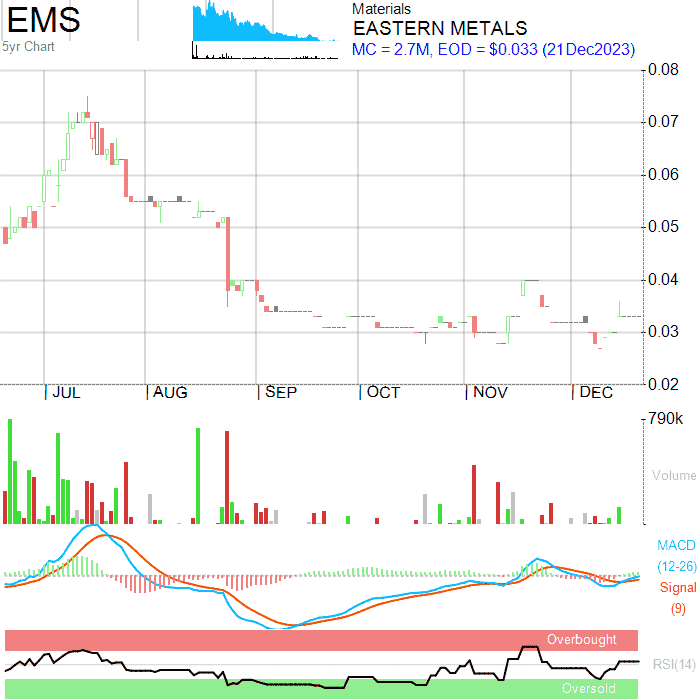 EMS
5yr Chart
Materials
EASTERN METALS
MC = 2.7M, EOD = $0.033 (21Dec2023)
0.08
0.07
0.06
0.05
0.04
0.03
0.02
JUL AUG SEP OCT NOV DEC
790k
Volume
MACD
(12-26)
Signal
(9)
Overbought
RSI(14)
Oversold